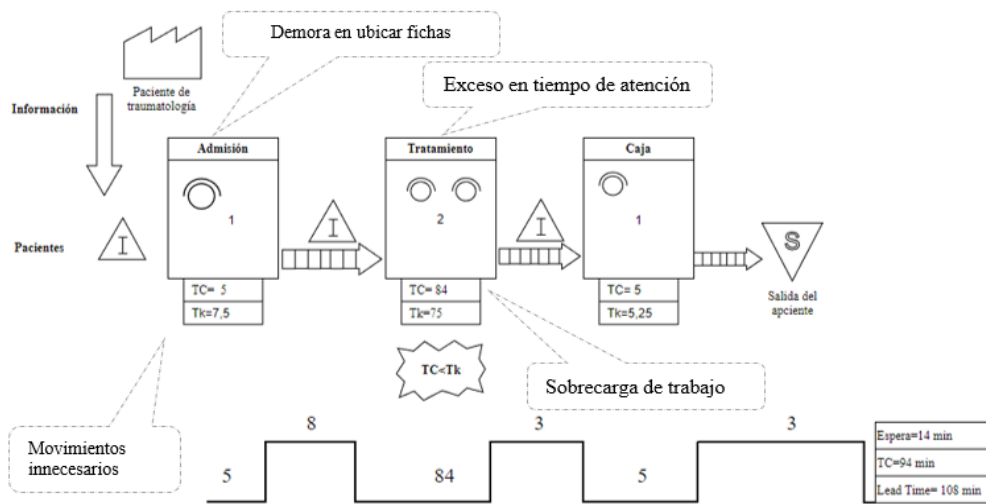 Demora en ubicar fichas
Paciente de
traumatología
Exceso en tiempo de atención
Información
Admisión
Tratamiento
Caja
1
2
1
Pacientes
I
I
I
S
TC= 5
Tk=7,5
TC= 84
Tk=75
TC= 5
Tk=5,25
Salida del
apciente
TC<Tk
Sobrecarga de trabajo
Movimientos
innecesarios
8
3
3
5
84
5
Espera=14 min
TC=94 min
Lead Time= 108 min